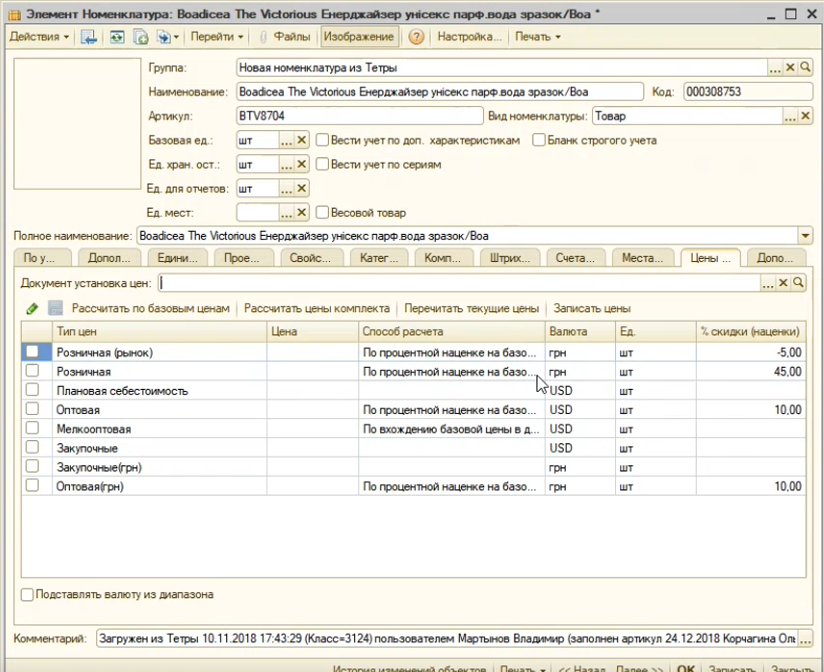 Элемент Номенклатура: Boadicea The Victorious Енерджайзер унісекс парф.вода зразок/Boa *
Действия Перейти Файлы Изображение Настройка... Печать
Группа: Новая номенклатура из Тетры
Наименование: Boadicea The Victorious Енерджайзер унісекс парф.вода зразок/Boa Код: 000308753
Артикул: BTV8704 Вид номенклатуры: Товар
Базовая ед.: шт Вести учет по доп. характеристикам Бланк строгого учета
Ед. хран. ост.: шт Вести учет по сериям
Ед. для отчетов: шт
Ед. мест: Весовой товар
Полное наименование: Boadicea The Victorious Енерджайзер унісекс парф.вода зразок/Boa
По у... Допол... Едини... Прое... Свойс... Катег... Комп... Штрих... Счета... Места... Цены ... Допо...
Документ установка цен:
Рассчитать по базовым ценам Рассчитать цены комплекта Перечитать текущие цены Записать цены
Тип цен Цена Способ расчета Валюта Ед. % скидки (наценки)
Розничная (рынок) По процентной наценке на базо... грн шт -5,00
Розничная По процентной наценке на базо... грн шт 45,00
Плановая себестоимость USD шт
Оптовая По процентной наценке на базо... USD шт 10,00
Мелкооптовая По вхождению базовой цены в д... USD шт
Закупочные USD шт
Закупочные(грн) грн шт
Оптовая(грн) По процентной наценке на базо... грн шт 10,00
Подставлять валюту из диапазона
Комментарий: Загружен из Тетры 10.11.2018 17:43:29 (Класс=3124) пользователем Мартынов Владимир (заполнен артикул 24.12.2018 Корчагина Оль
История изменений объектов Печать << Назад Далее >> OK Записать Закрыть